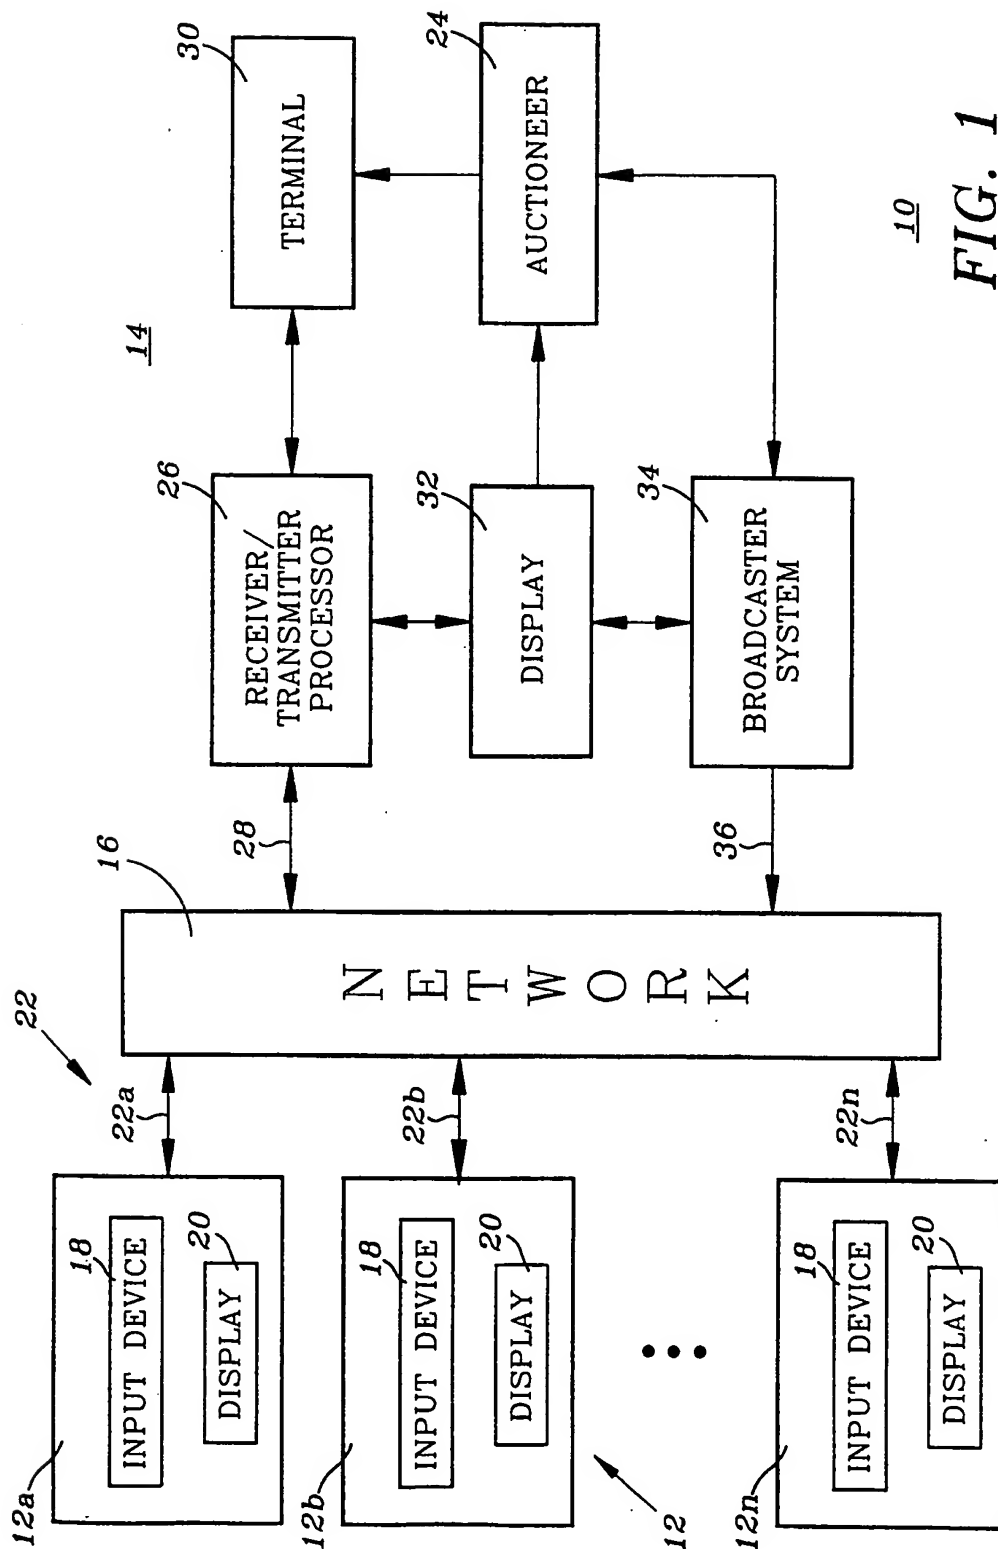 12a
18
INPUT DEVICE
20
DISPLAY
12b
18
INPUT DEVICE
20
DISPLAY
12
12n
18
INPUT DEVICE
20
DISPLAY
22
22a
22b
22n
16
NETWORK
28
36
26
RECEIVER/
TRANSMITTER
PROCESSOR
32
DISPLAY
34
BROADCASTER
SYSTEM
14
30
TERMINAL
24
AUCTIONEER
10
FIG. 1